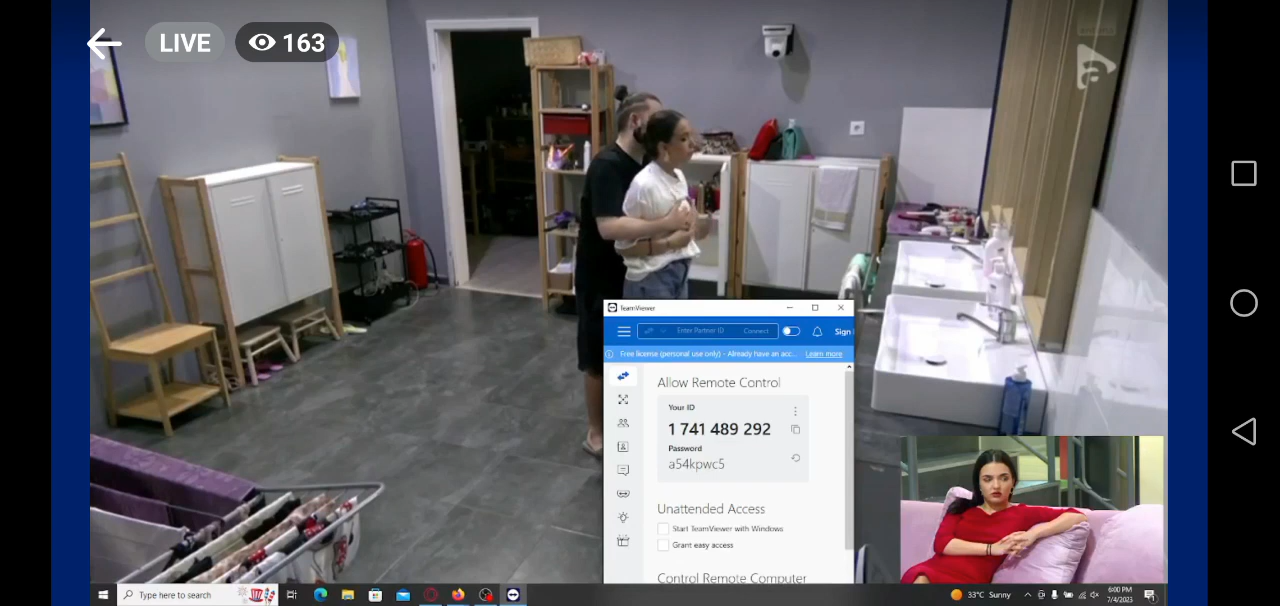 LIVE
163
TeamViewer
Enter Partner ID
Connect
Sign
Free license (personal use only) - Already have an acc...
Learn more
Allow Remote Control
Your ID
1 741 489 292
Password
a54kpwc5
Unattended Access
Start TeamViewer with Windows
Grant easy access
Control Remote Computer
Type here to search
33°C Sunny
6:00 PM
7/4/2023